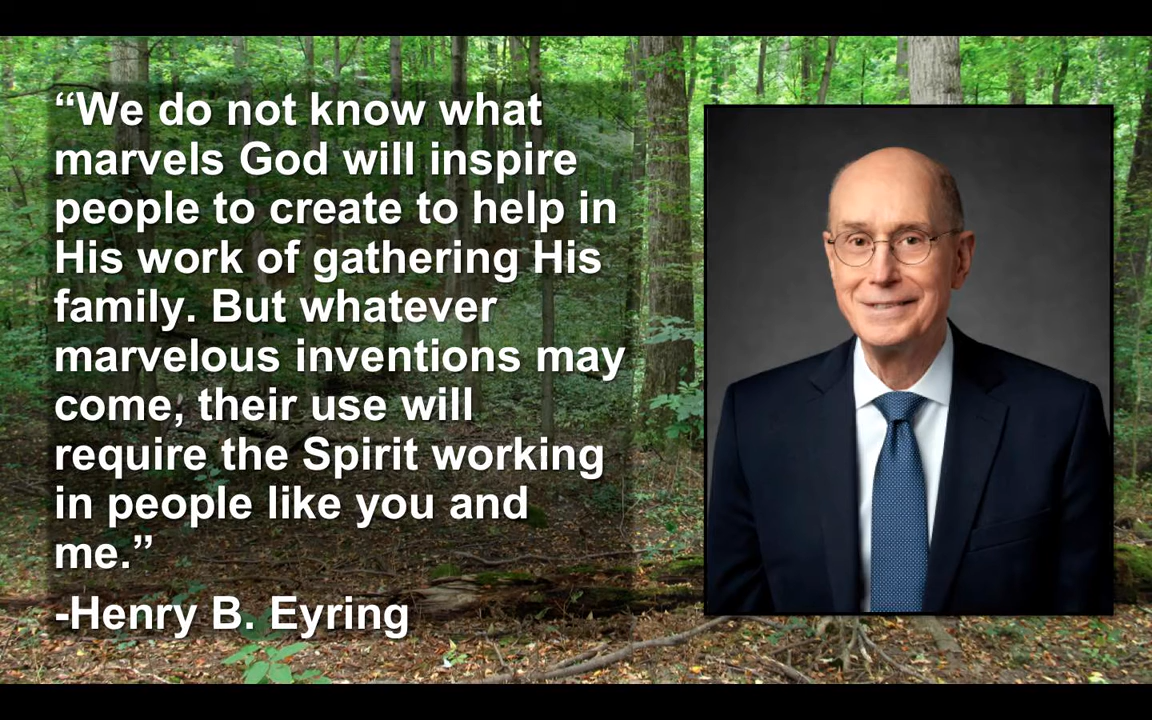 “We do not know what
marvels God will inspire
people to create to help in
His work of gathering His
family. But whatever
marvelous inventions may
come, their use will
require the Spirit working
in people like you and
me.”
-Henry B. Eyring